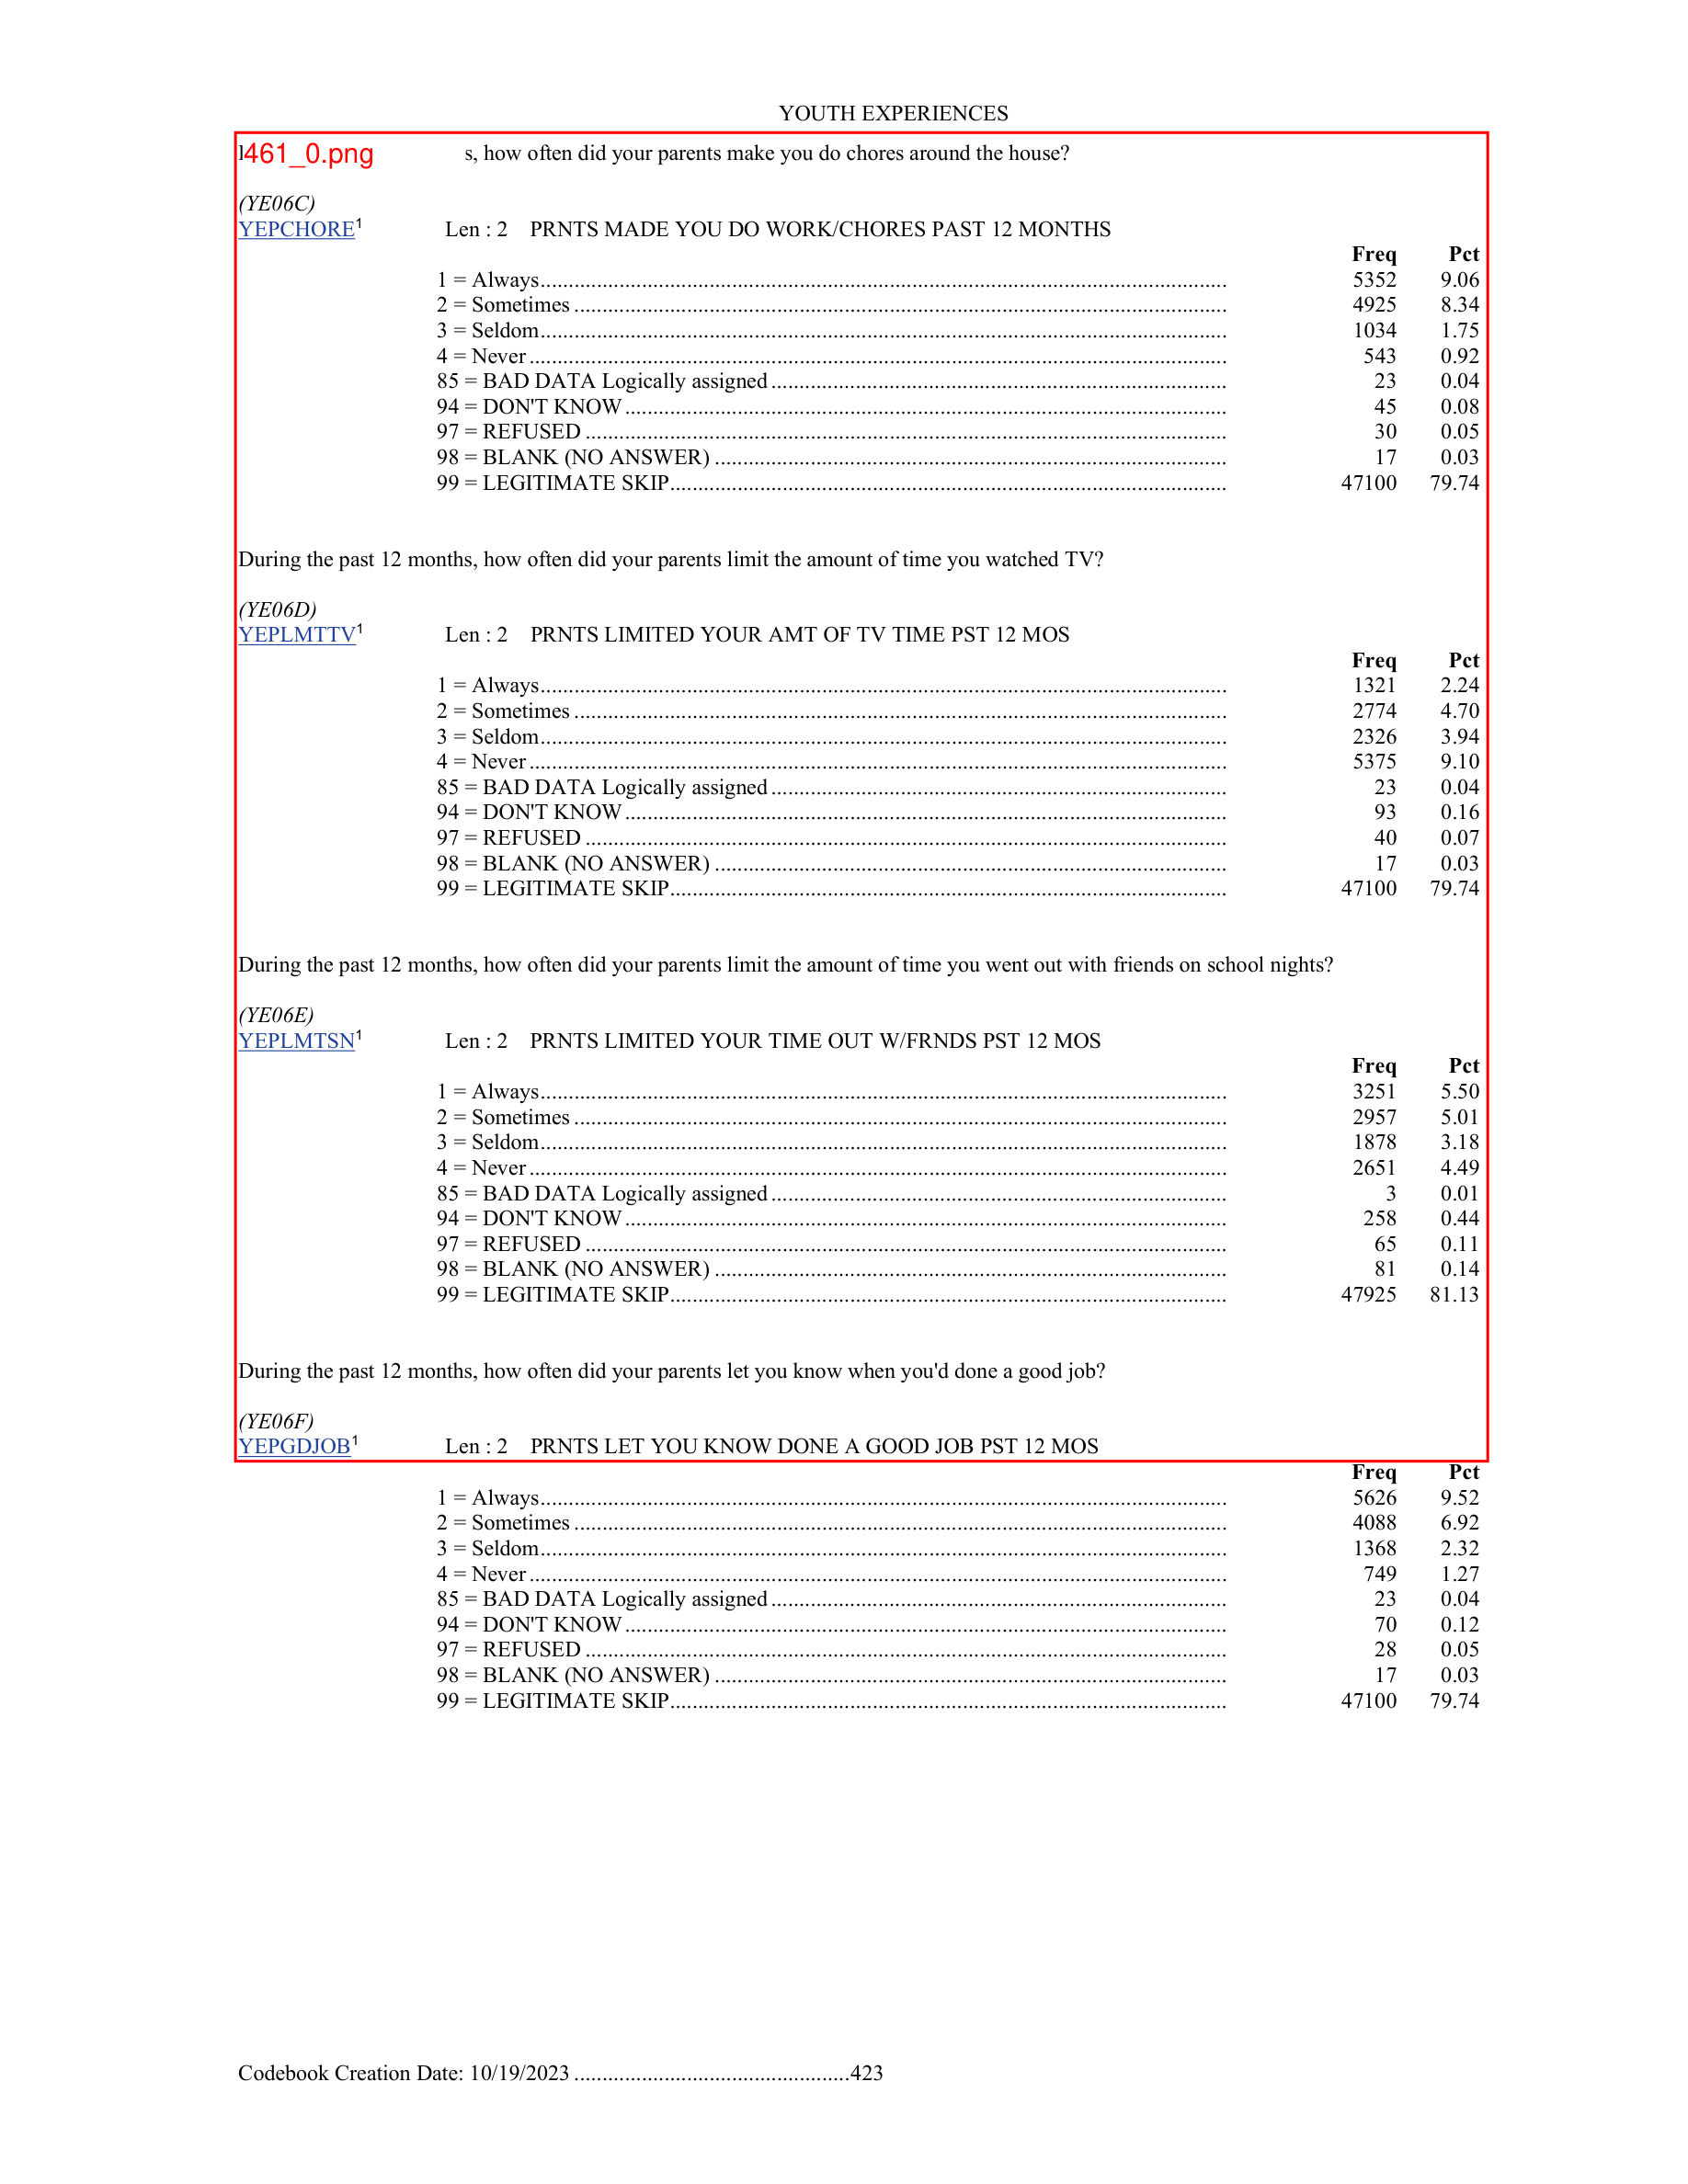 YOUTH EXPERIENCES
461_0.png s, how often did your parents make you do chores around the house?
(YE06C)
YEPCHORE¹ Len : 2 PRNTS MADE YOU DO WORK/CHORES PAST 12 MONTHS
Freq Pct
1 = Always 5352 9.06
2 = Sometimes 4925 8.34
3 = Seldom 1034 1.75
4 = Never 543 0.92
85 = BAD DATA Logically assigned 23 0.04
94 = DON'T KNOW 45 0.08
97 = REFUSED 30 0.05
98 = BLANK (NO ANSWER) 17 0.03
99 = LEGITIMATE SKIP 47100 79.74
During the past 12 months, how often did your parents limit the amount of time you watched TV?
(YE06D)
YEPLMTTV¹ Len : 2 PRNTS LIMITED YOUR AMT OF TV TIME PST 12 MOS
Freq Pct
1 = Always 1321 2.24
2 = Sometimes 2774 4.70
3 = Seldom 2326 3.94
4 = Never 5375 9.10
85 = BAD DATA Logically assigned 23 0.04
94 = DON'T KNOW 93 0.16
97 = REFUSED 40 0.07
98 = BLANK (NO ANSWER) 17 0.03
99 = LEGITIMATE SKIP 47100 79.74
During the past 12 months, how often did your parents limit the amount of time you went out with friends on school nights?
(YE06E)
YEPLMTSN¹ Len : 2 PRNTS LIMITED YOUR TIME OUT W/FRNDS PST 12 MOS
Freq Pct
1 = Always 3251 5.50
2 = Sometimes 2957 5.01
3 = Seldom 1878 3.18
4 = Never 2651 4.49
85 = BAD DATA Logically assigned 3 0.01
94 = DON'T KNOW 258 0.44
97 = REFUSED 65 0.11
98 = BLANK (NO ANSWER) 81 0.14
99 = LEGITIMATE SKIP 47925 81.13
During the past 12 months, how often did your parents let you know when you'd done a good job?
(YE06F)
YEPGDJOB¹ Len : 2 PRNTS LET YOU KNOW DONE A GOOD JOB PST 12 MOS
Freq Pct
1 = Always 5626 9.52
2 = Sometimes 4088 6.92
3 = Seldom 1368 2.32
4 = Never 749 1.27
85 = BAD DATA Logically assigned 23 0.04
94 = DON'T KNOW 70 0.12
97 = REFUSED 28 0.05
98 = BLANK (NO ANSWER) 17 0.03
99 = LEGITIMATE SKIP 47100 79.74
Codebook Creation Date: 10/19/2023 423